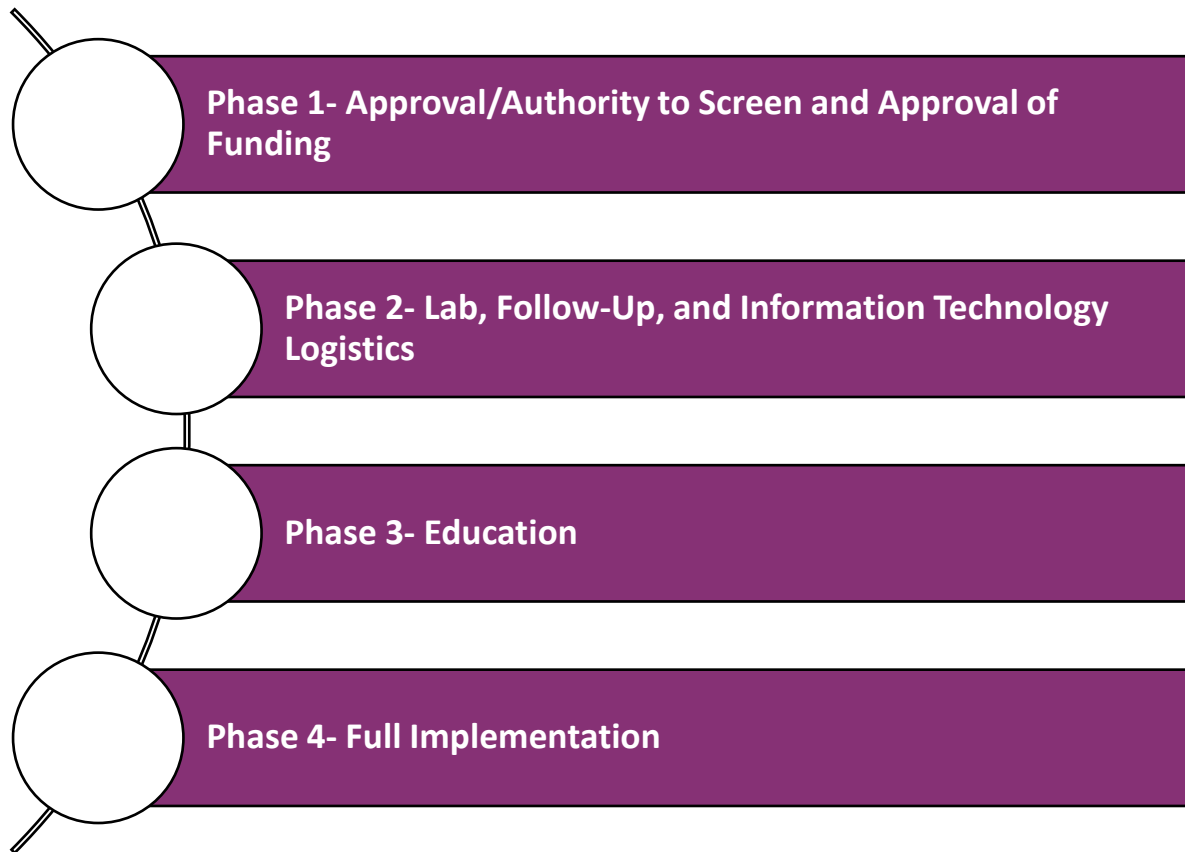 Phase 1- Approval/Authority to Screen and Approval of
Funding
Phase 2- Lab, Follow-Up, and Information Technology
Logistics
Phase 3- Education
Phase 4- Full Implementation